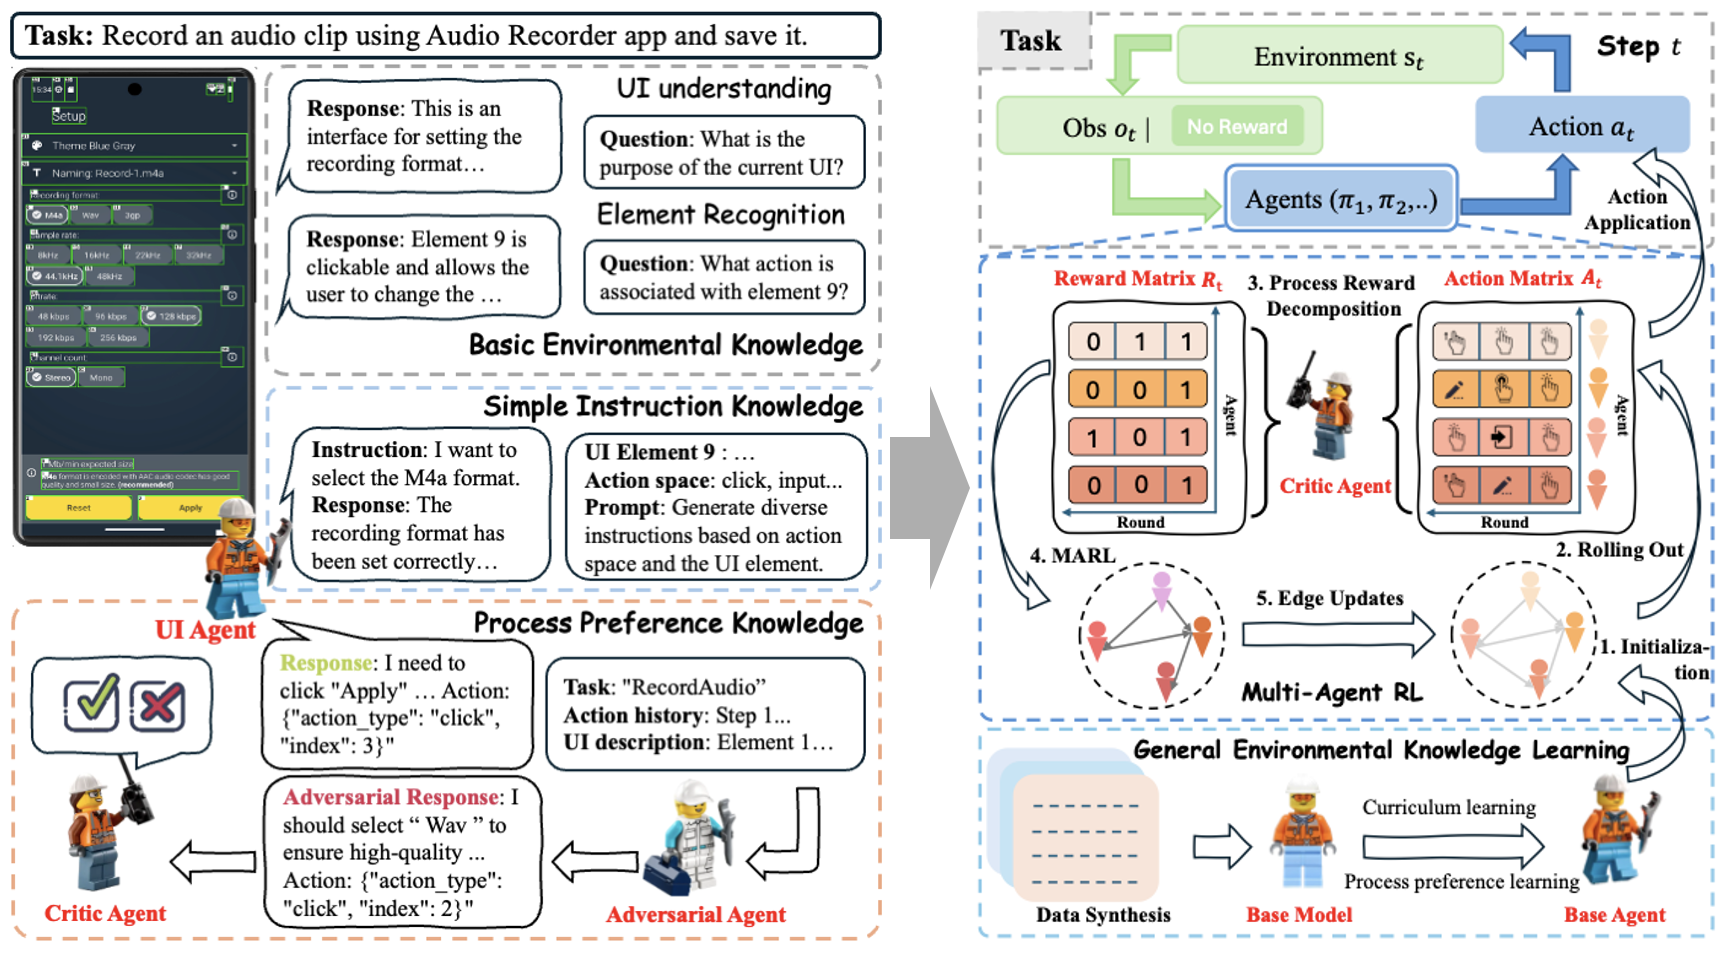 Task: Record an audio clip using Audio Recorder app and save it.
15:34
Setup
Theme Blue Gray
Naming: Record-1.m4a
Recording format:
M4a Wav 3gp
Sample rate:
8kHz 16kHz 22kHz 32kHz
44.1kHz 48kHz
Bitrate:
48 kbps 96 kbps 128 kbps
192 kbps 256 kbps
Channel count:
Stereo Mono
1 Mb/min expected size
M4a format is encoded with AAC audio codec has good
quality and small size. (recommended)
Reset Apply
UI Agent
UI understanding
Response: This is an
interface for setting the
recording format…
Question: What is the
purpose of the current UI?
Element Recognition
Response: Element 9 is
clickable and allows the
user to change the …
Question: What action is
associated with element 9?
Basic Environmental Knowledge
Simple Instruction Knowledge
Instruction: I want to
select the M4a format.
Response: The
recording format has
been set correctly…
UI Element 9 : …
Action space: click, input...
Prompt: Generate diverse
instructions based on action
space and the UI element.
Process Preference Knowledge
Response: I need to
click "Apply" … Action:
{"action_type": "click",
"index": 3}"
Task: "RecordAudio”
Action history: Step 1...
UI description: Element 1…
Adversarial Response: I
should select “ Wav ” to
ensure high-quality ...
Action: {"action_type":
"click", "index": 2}"
Critic Agent
Adversarial Agent
Task
Environment st
Step t
Obs ot | No Reward
Action at
Agents (π1, π2,..)
Action
Application
Reward Matrix Rt
3. Process Reward
Decomposition
Action Matrix At
0 1 1
0 0 1
1 0 1
0 0 1
Agent
Round
Critic Agent
Agent
Round
4. MARL
2. Rolling Out
5. Edge Updates
1. Initializa-
tion
Multi-Agent RL
General Environmental Knowledge Learning
Curriculum learning
Process preference learning
Data Synthesis
Base Model
Base Agent